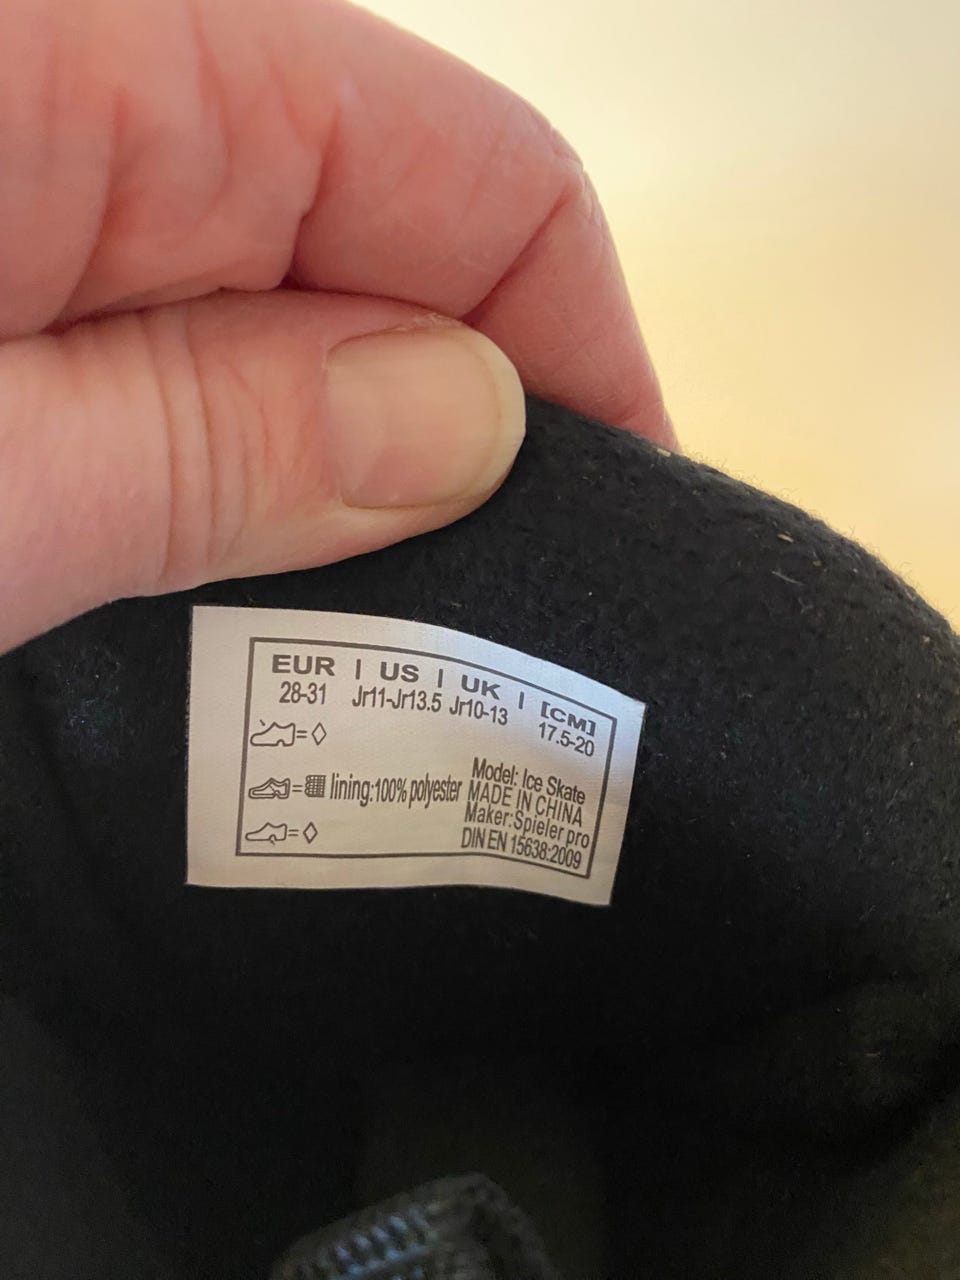 EUR | US | UK | [CM]
28-31 Jr11-Jr13.5 Jr10-13 17.5-20
=
= lining:100% polyester
=
Model: Ice Skate
MADE IN CHINA
Maker:Spieler pro
DIN EN 15638:2009